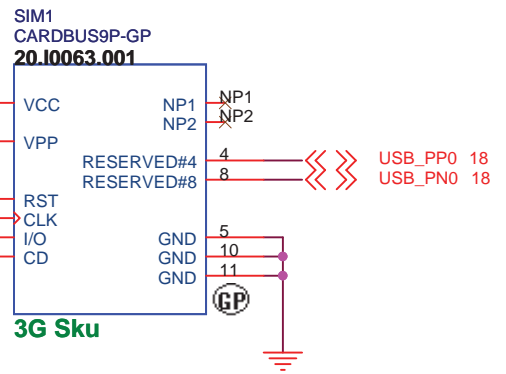 SIM1
CARDBUS9P-GP
20.I0063.001
VCC NP1 NP1
NP2 NP2
VPP
RESERVED#4 4 USB_PP0 18
RESERVED#8 8 USB_PN0 18
RST
CLK
I/O GND 5
CD GND 10
GND 11
GP
3G Sku